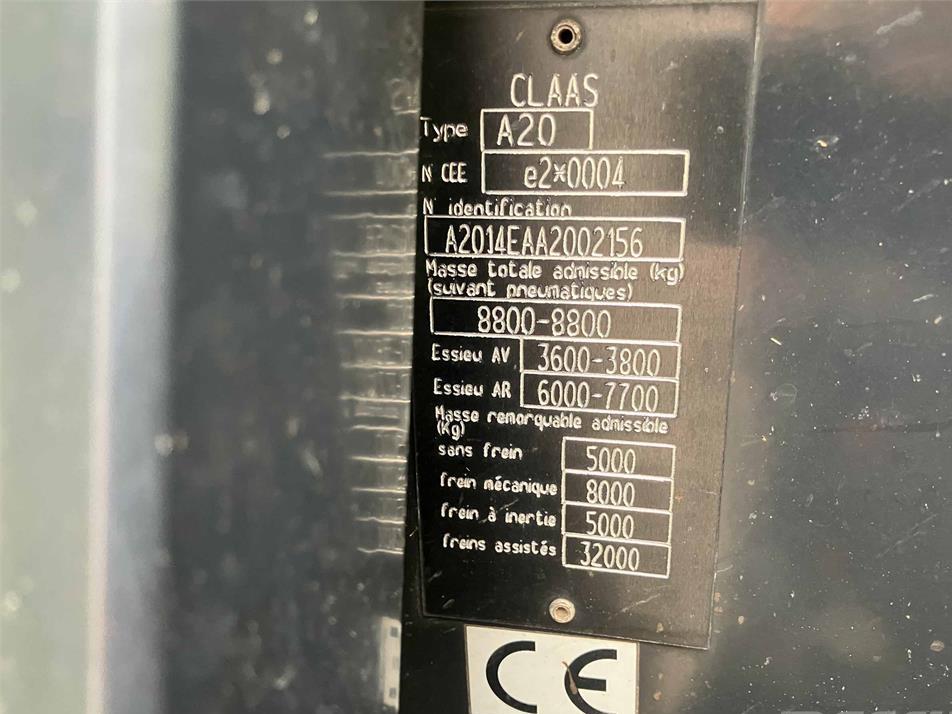 CLAAS
Type A20
N CEE e2*0004
N identification
A2014EAA2002156
Masse totale admissible (kg)
(suivant pneumatiques)
8800-8800
Essieu AV 3600-3800
Essieu AR 6000-7700
Masse remorquable admissible
(Kg)
sans frein 5000
frein mécanique 8000
frein à inertie 5000
freins assistés 32000
CE